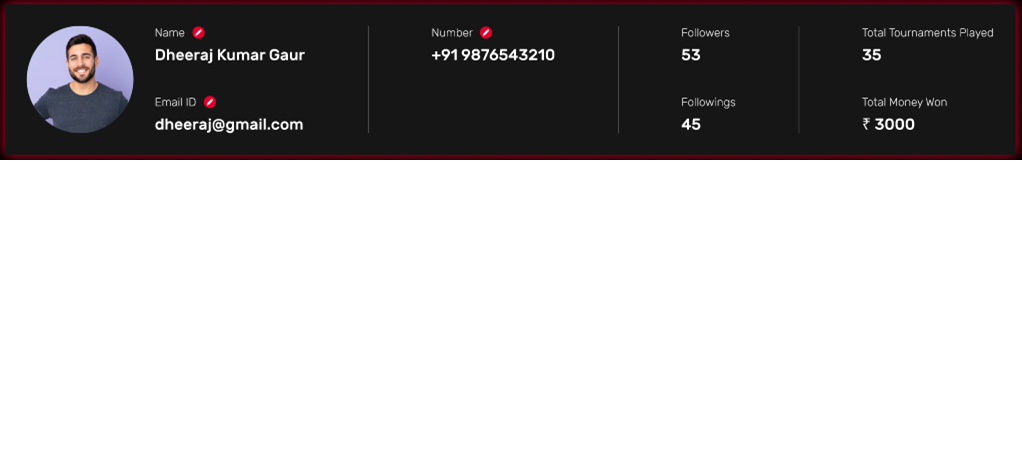 Name
Dheeraj Kumar Gaur
Email ID
dheeraj@gmail.com
Number
+91 9876543210
Followers
53
Followings
45
Total Tournaments Played
35
Total Money Won
₹ 3000